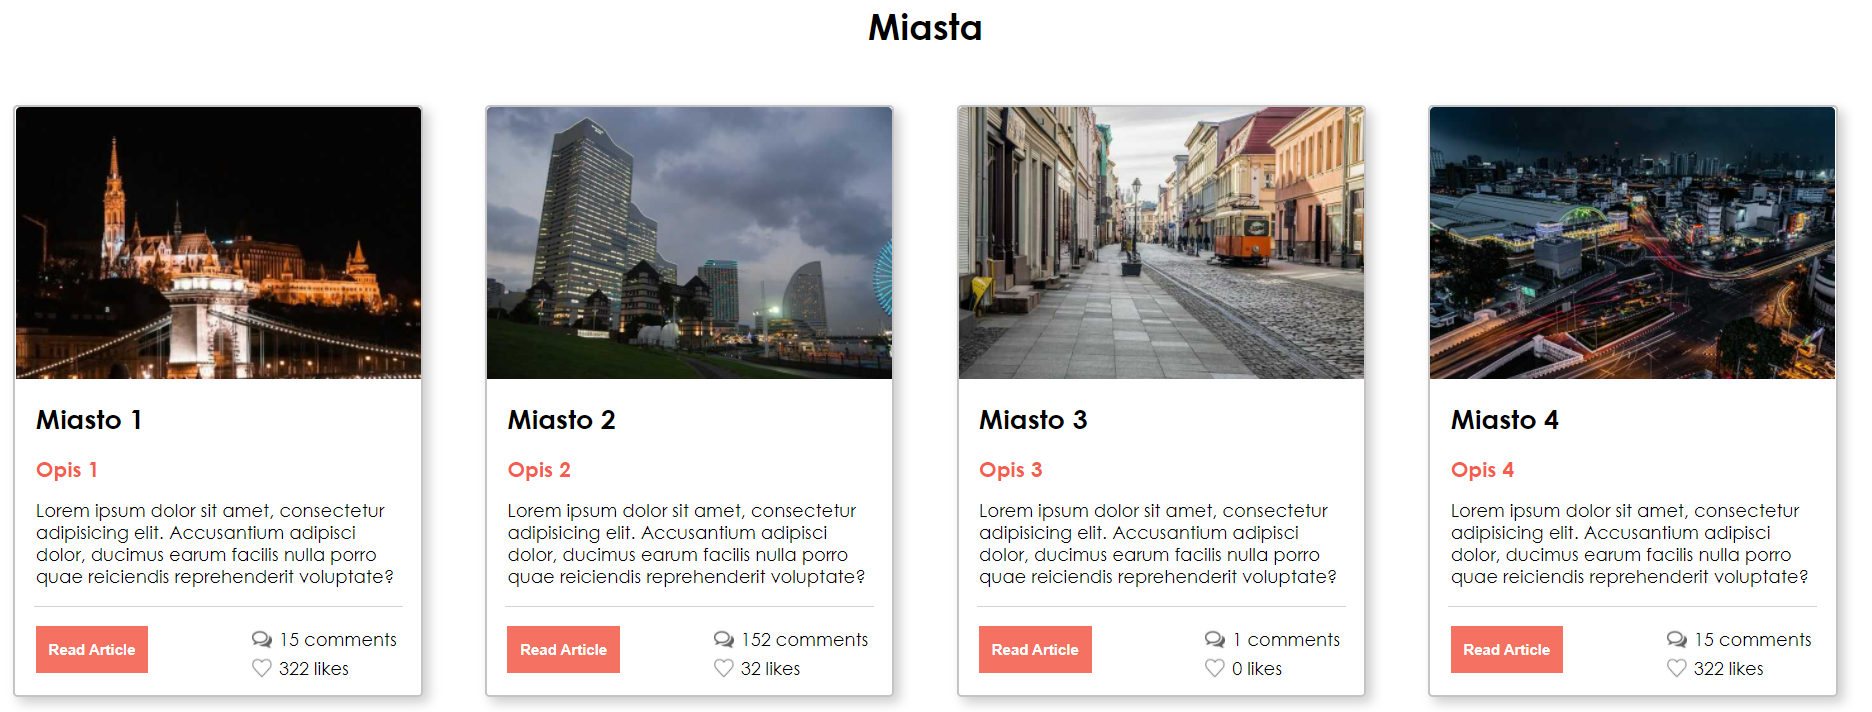 Miasta
Miasto 1
Opis 1
Lorem ipsum dolor sit amet, consectetur
adipisicing elit. Accusantium adipisci
dolor, ducimus earum facilis nulla porro
quae reiciendis reprehenderit voluptate?
Read Article
15 comments
322 likes
Miasto 2
Opis 2
Lorem ipsum dolor sit amet, consectetur
adipisicing elit. Accusantium adipisci
dolor, ducimus earum facilis nulla porro
quae reiciendis reprehenderit voluptate?
Read Article
152 comments
32 likes
Miasto 3
Opis 3
Lorem ipsum dolor sit amet, consectetur
adipisicing elit. Accusantium adipisci
dolor, ducimus earum facilis nulla porro
quae reiciendis reprehenderit voluptate?
Read Article
1 comments
0 likes
Miasto 4
Opis 4
Lorem ipsum dolor sit amet, consectetur
adipisicing elit. Accusantium adipisci
dolor, ducimus earum facilis nulla porro
quae reiciendis reprehenderit voluptate?
Read Article
15 comments
322 likes